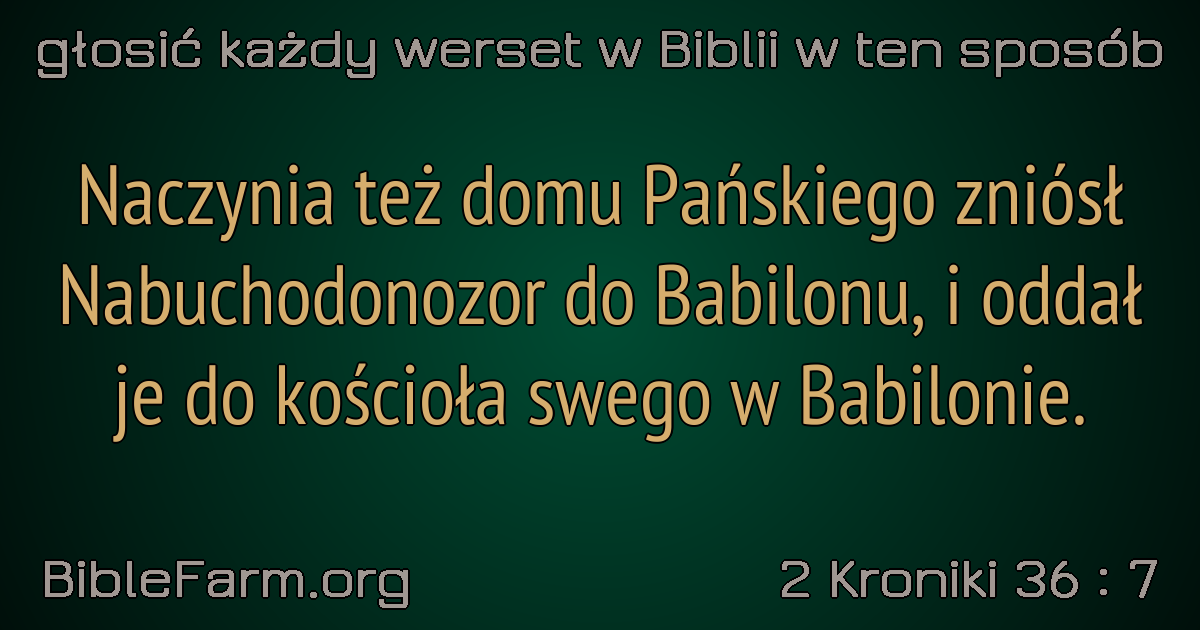 głosić każdy werset w Biblii w ten sposób
Naczynia też domu Pańskiego zniósł
Nabuchodonozor do Babilonu, i oddał
je do kościoła swego w Babilonie.
BibleFarm.org
2 Kroniki 36 : 7